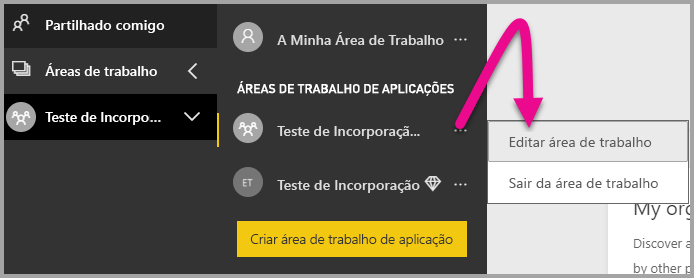 Partilhado comigo
Áreas de trabalho
Teste de Incorpo...
A Minha Área de Trabalho ...
ÁREAS DE TRABALHO DE APLICAÇÕES
Teste de Incorporaçã... ...
ET Teste de Incorporação ...
Criar área de trabalho de aplicação
Editar área de trabalho
Sair da área de trabalho
My org
Discover a
by other p